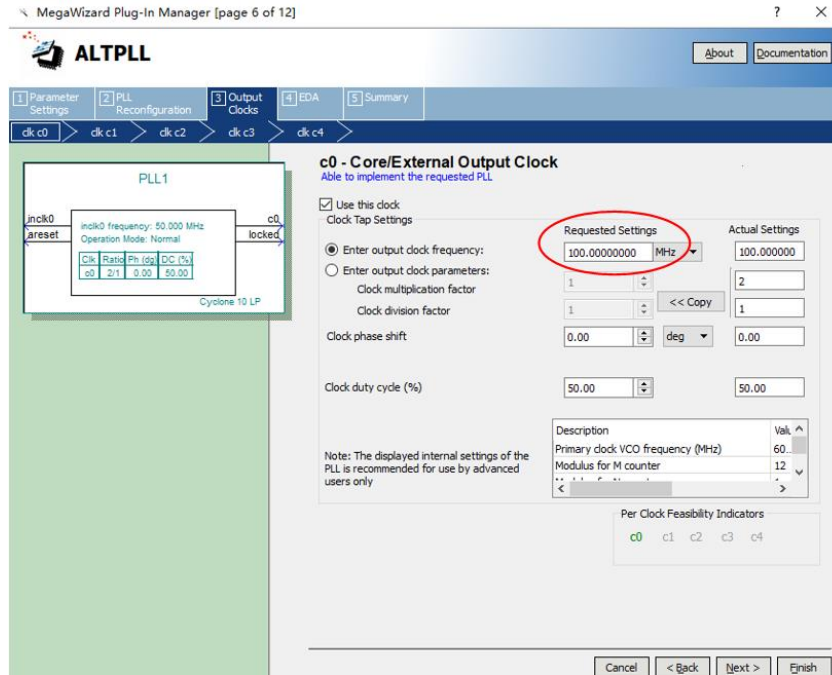 MegaWizard Plug-In Manager [page 6 of 12]
? ×
ALTPLL
About Documentation
1 Parameter Settings
2 PLL Reconfiguration
3 Output Clocks
4 EDA
5 Summary
clk c0 clk c1 clk c2 clk c3 clk c4
PLL1
inclk0
areset
inclk0 frequency: 50.000 MHz
Operation Mode: Normal
Clk Ratio Ph (dg) DC (%)
c0 2/1 0.00 50.00
c0
locked
Cyclone 10 LP
c0 - Core/External Output Clock
Able to implement the requested PLL
Use this clock
Clock Tap Settings
Requested Settings Actual Settings
Enter output clock frequency: 100.00000000 MHz 100.000000
Enter output clock parameters:
Clock multiplication factor 1 2
<< Copy
Clock division factor 1 1
Clock phase shift 0.00 deg 0.00
Clock duty cycle (%) 50.00 50.00
Note: The displayed internal settings of the
PLL is recommended for use by advanced
users only
Description
Primary clock VCO frequency (MHz) 60...
Modulus for M counter 12
Per Clock Feasibility Indicators
c0 c1 c2 c3 c4
Cancel < Back Next > Finish